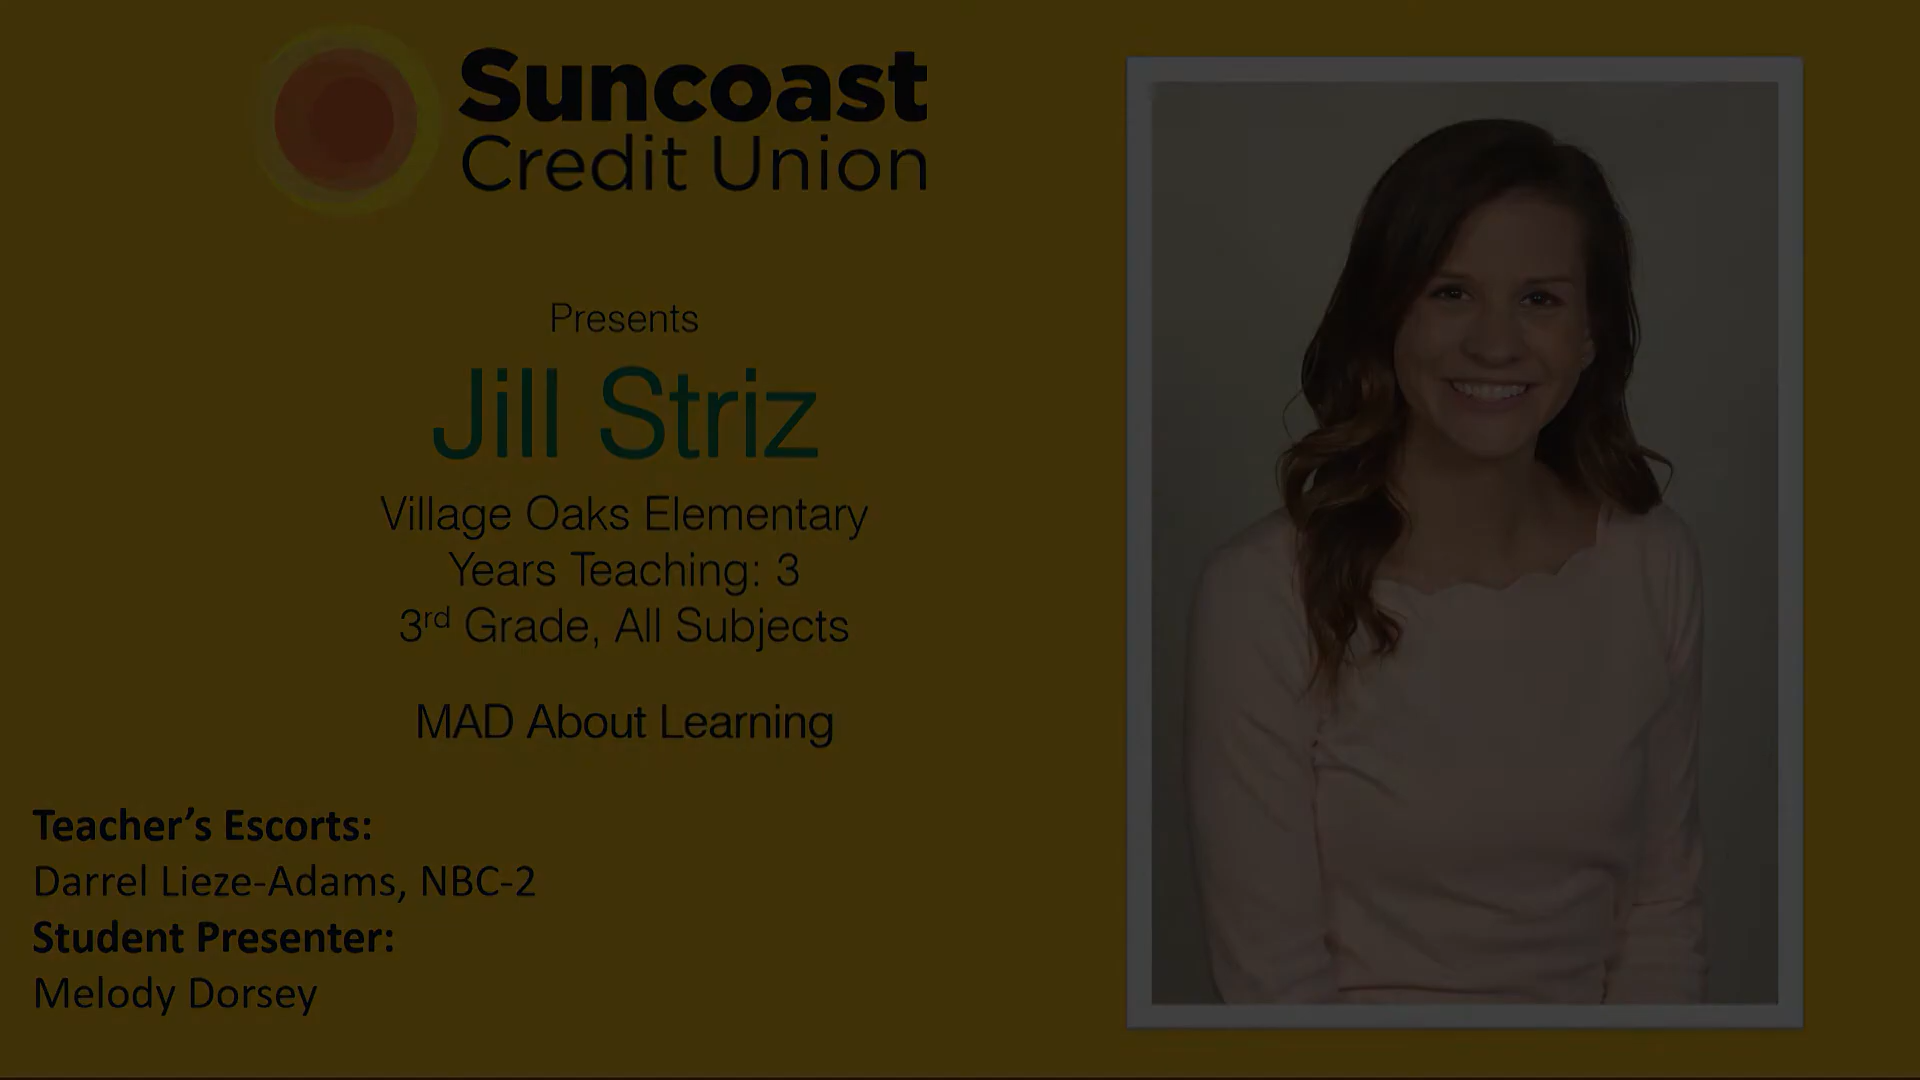 Suncoast
Credit Union
Presents
Jill Striz
Village Oaks Elementary
Years Teaching: 3
3rd Grade, All Subjects
MAD About Learning
Teacher’s Escorts:
Darrel Lieze-Adams, NBC-2
Student Presenter:
Melody Dorsey